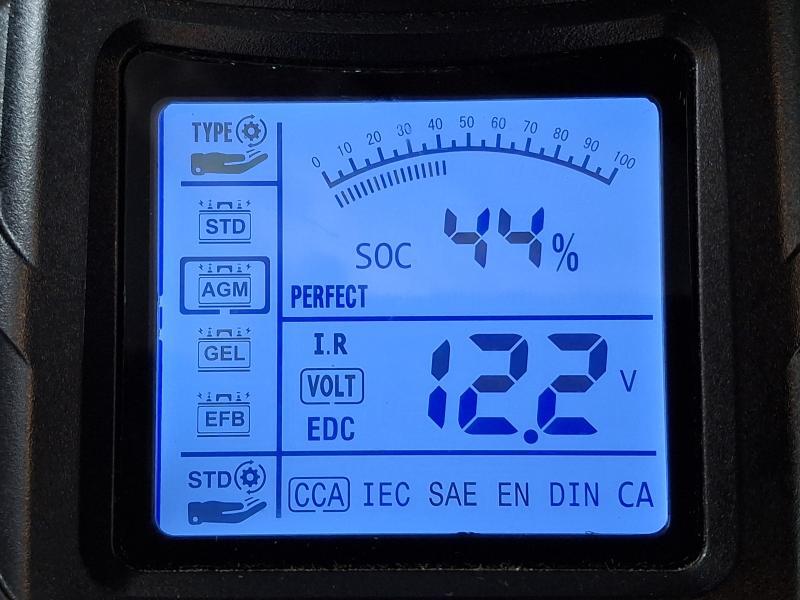 TYPE
0 10 20 30 40 50 60 70 80 90 100
STD
SOC 44%
AGM
PERFECT
GEL
I.R
VOLT
12.2 V
EFB
EDC
STD
CCA IEC SAE EN DIN CA